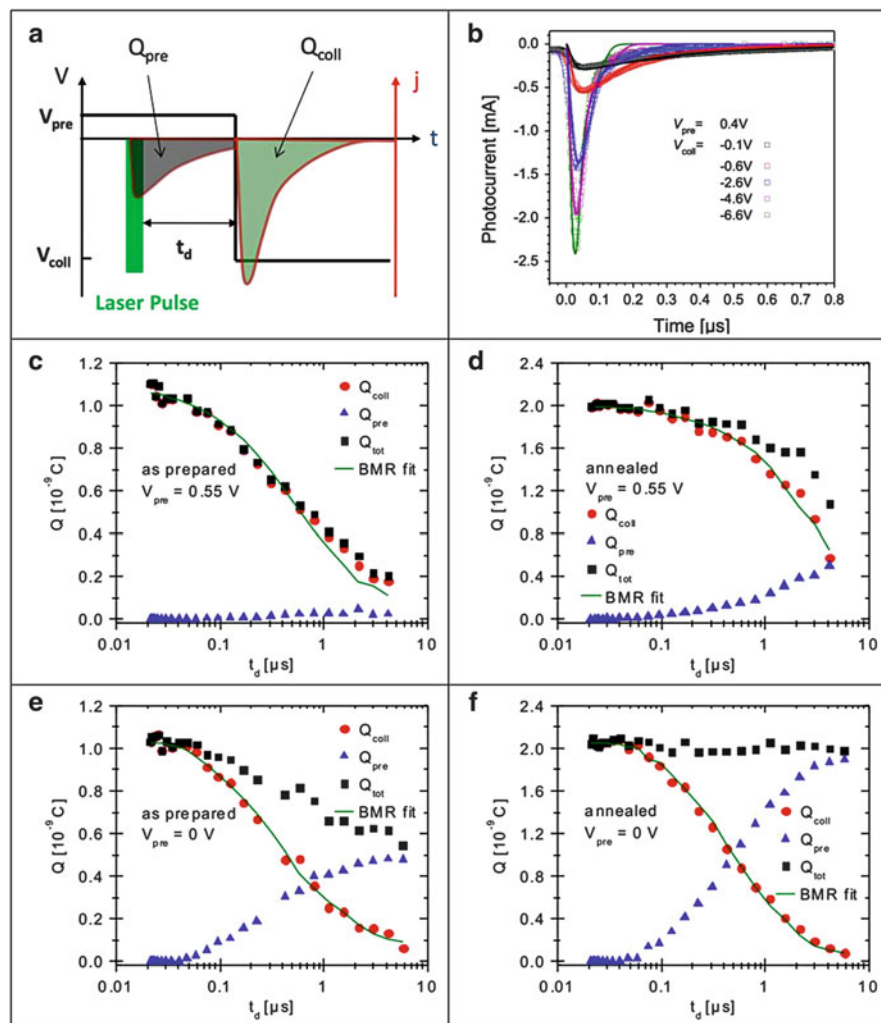 a
Q_pre
Q_coll
V
j
V_pre
t
V_coll
t_d
Laser Pulse
b
0.0
-0.5
-1.0
-1.5
-2.0
-2.5
Photocurrent [mA]
V_pre = 0.4V
V_coll = -0.1V
-0.6V
-2.6V
-4.6V
-6.6V
0.0 0.1 0.2 0.3 0.4 0.5 0.6 0.7 0.8
Time [µs]
c
1.2
1.0
0.8
0.6
0.4
0.2
0.0
Q [10^-9 C]
Q_coll
Q_pre
Q_tot
BMR fit
as prepared
V_pre = 0.55 V
0.01 0.1 1 10
t_d [µs]
d
2.4
2.0
1.6
1.2
0.8
0.4
0.0
Q [10^-9 C]
annealed
V_pre = 0.55 V
Q_coll
Q_pre
Q_tot
BMR fit
0.01 0.1 1 10
t_d [µs]
e
1.2
1.0
0.8
0.6
0.4
0.2
0.0
Q [10^-9 C]
Q_coll
Q_pre
Q_tot
BMR fit
as prepared
V_pre = 0 V
0.01 0.1 1 10
t_d [µs]
f
2.4
2.0
1.6
1.2
0.8
0.4
0.0
Q [10^-9 C]
annealed
V_pre = 0 V
Q_coll
Q_pre
Q_tot
BMR fit
0.01 0.1 1 10
t_d [µs]